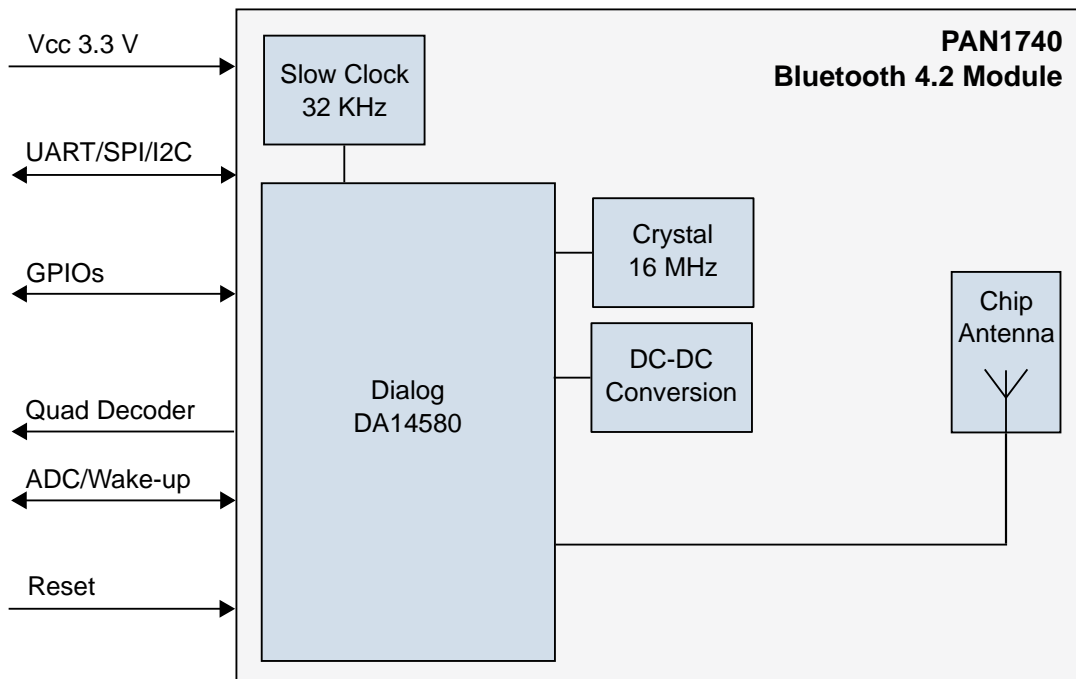 Vcc 3.3 V
UART/SPI/I2C
GPIOs
Quad Decoder
ADC/Wake-up
Reset
PAN1740
Bluetooth 4.2 Module
Slow Clock
32 KHz
Crystal
16 MHz
DC-DC
Conversion
Dialog
DA14580
Chip
Antenna